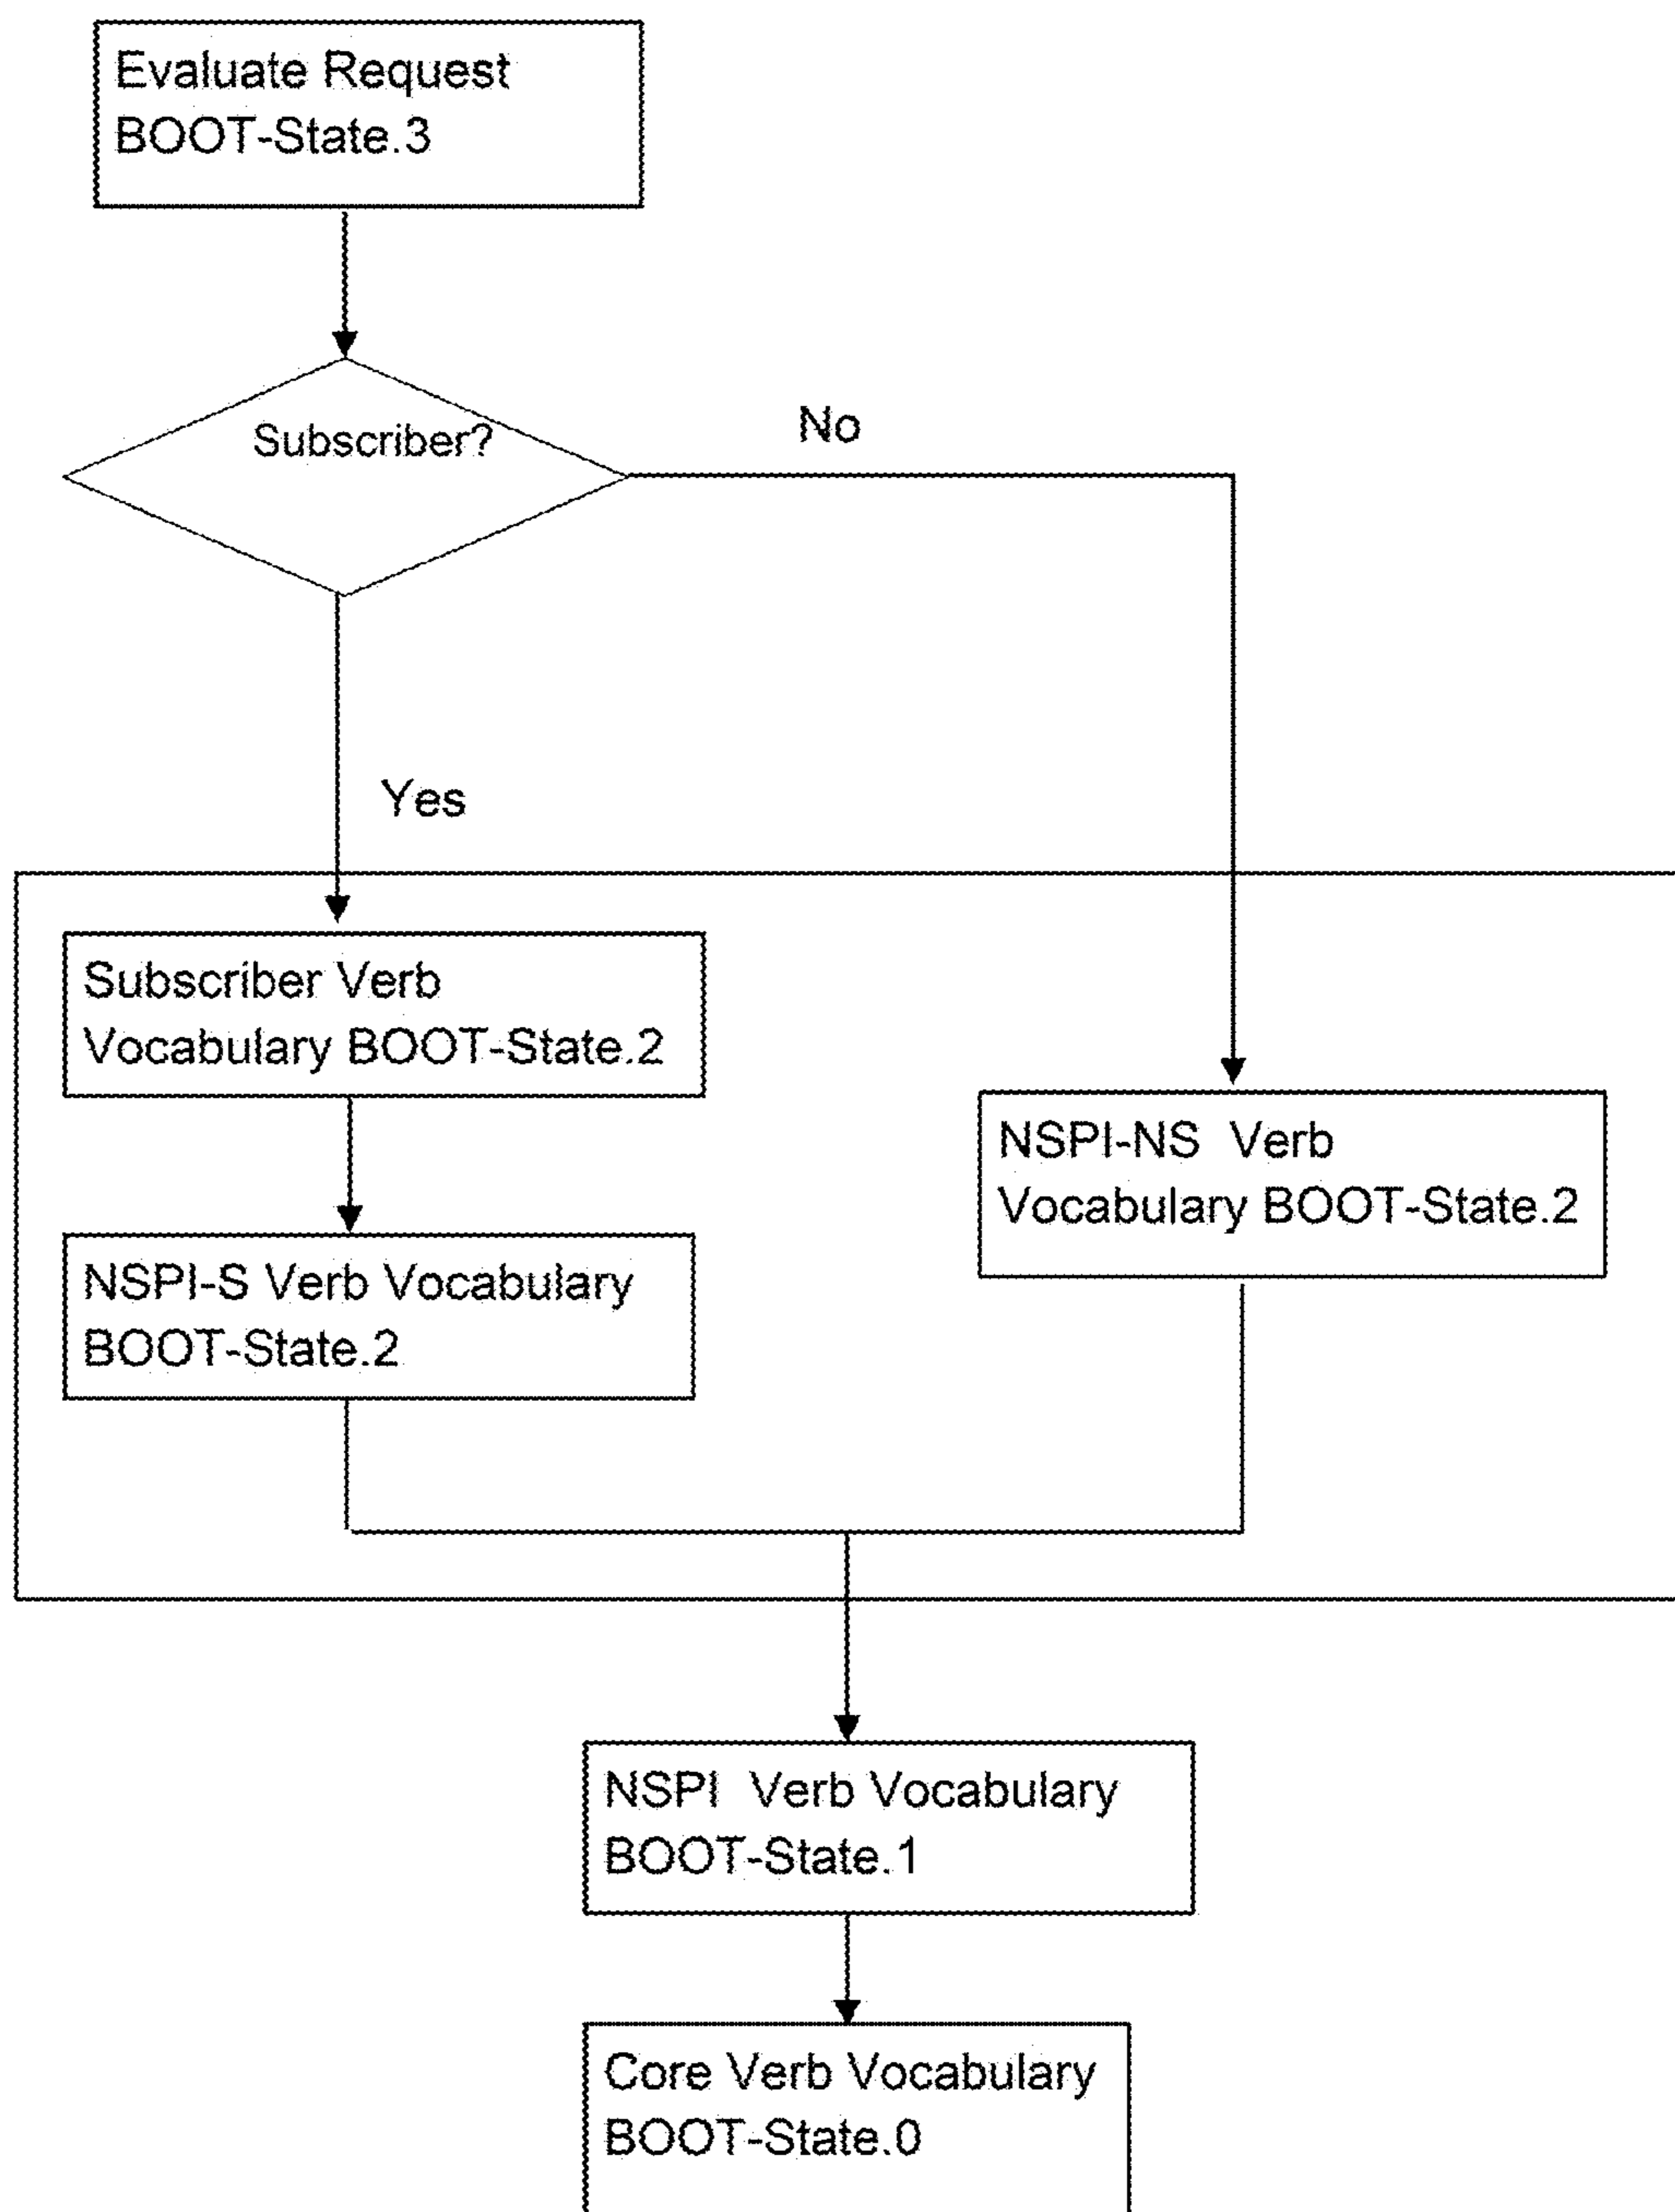 Evaluate Request
BOOT-State.3
Subscriber?
No
Yes
Subscriber Verb
Vocabulary BOOT-State.2
NSPI-NS Verb
Vocabulary BOOT-State.2
NSPI-S Verb Vocabulary
BOOT-State.2
NSPI Verb Vocabulary
BOOT-State.1
Core Verb Vocabulary
BOOT-State.0